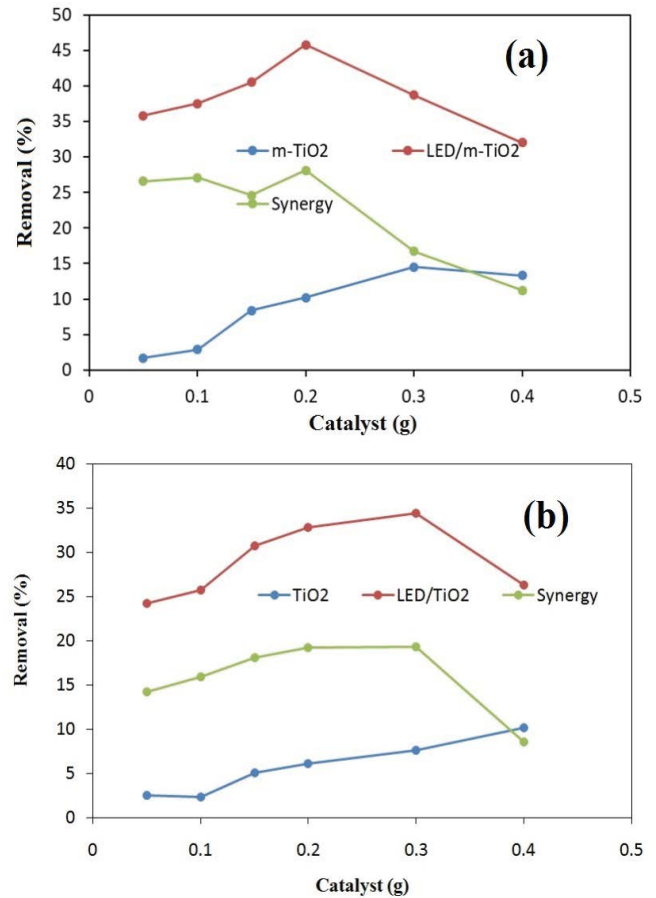 50
(a)
45
40
35
30
m-TiO2 LED/m-TiO2
25
Synergy
20
15
10
5
0
0 0.1 0.2 0.3 0.4 0.5
Removal (%)
Catalyst (g)
40
35
(b)
30
25
TiO2 LED/TiO2 Synergy
20
15
10
5
0
0 0.1 0.2 0.3 0.4 0.5
Removal (%)
Catalyst (g)